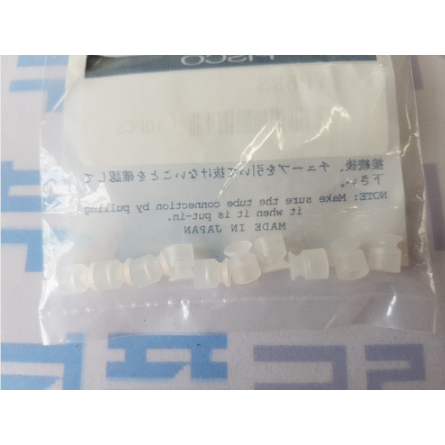 PISCO
10PCS
接続後、チューブを引いて抜けないことを確認して
下さい。
NOTE: Make sure the tube connection by pulling
it when it is put-in.
MADE IN JAPAN